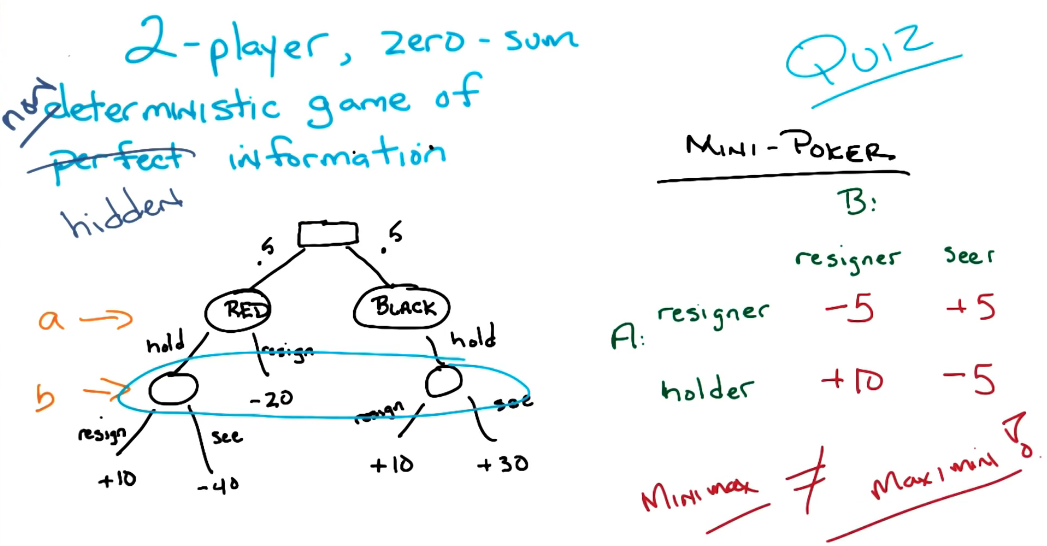 2-player, zero-sum
non deterministic game of
perfect information
hidden
QUIZ
MINI-POKER
B:
resigner seer
A: resigner -5 +5
holder +10 -5
MINIMAX ≠ MAXIMIN!
.5 .5
a → RED BLACK
hold resign hold
b → -20
resign see resign see
+10 -40 +10 +30